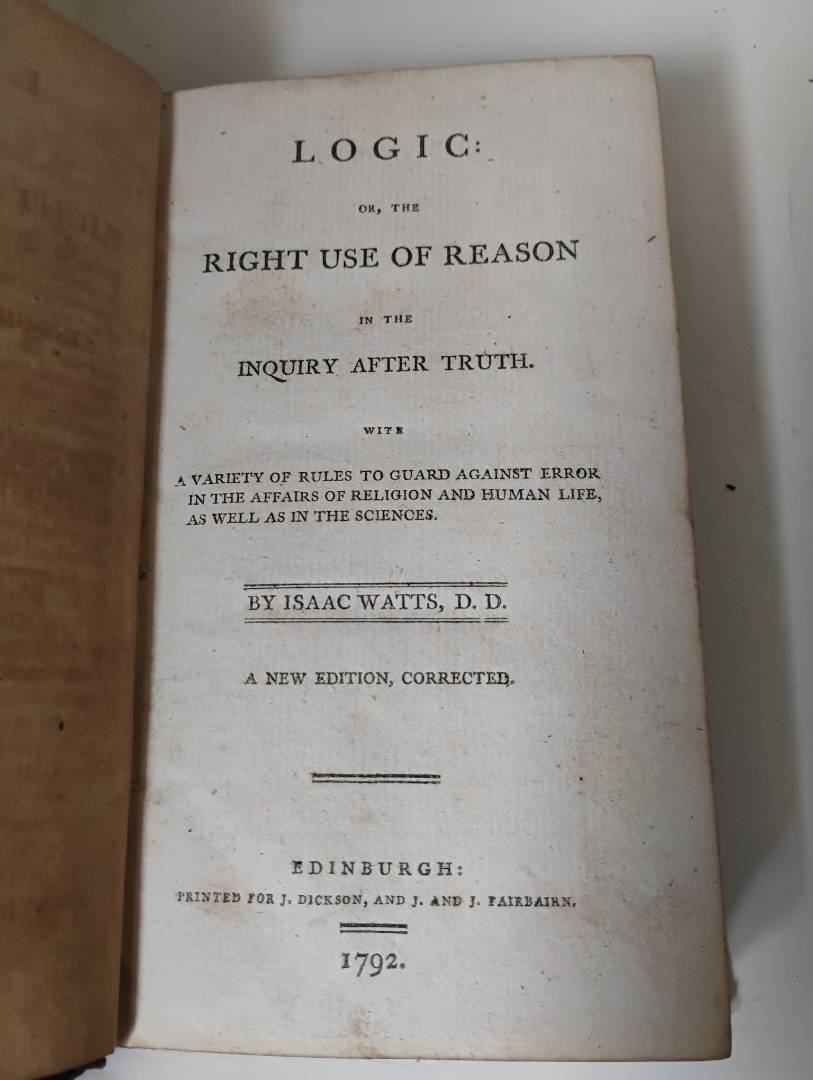 LOGIC:
OR, THE
RIGHT USE OF REASON
IN THE
INQUIRY AFTER TRUTH.
WITH
A VARIETY OF RULES TO GUARD AGAINST ERROR
IN THE AFFAIRS OF RELIGION AND HUMAN LIFE,
AS WELL AS IN THE SCIENCES.
BY ISAAC WATTS, D. D.
A NEW EDITION, CORRECTED.
EDINBURGH:
PRINTED FOR J. DICKSON, AND J. AND J. FAIRBAIRN.
1792.